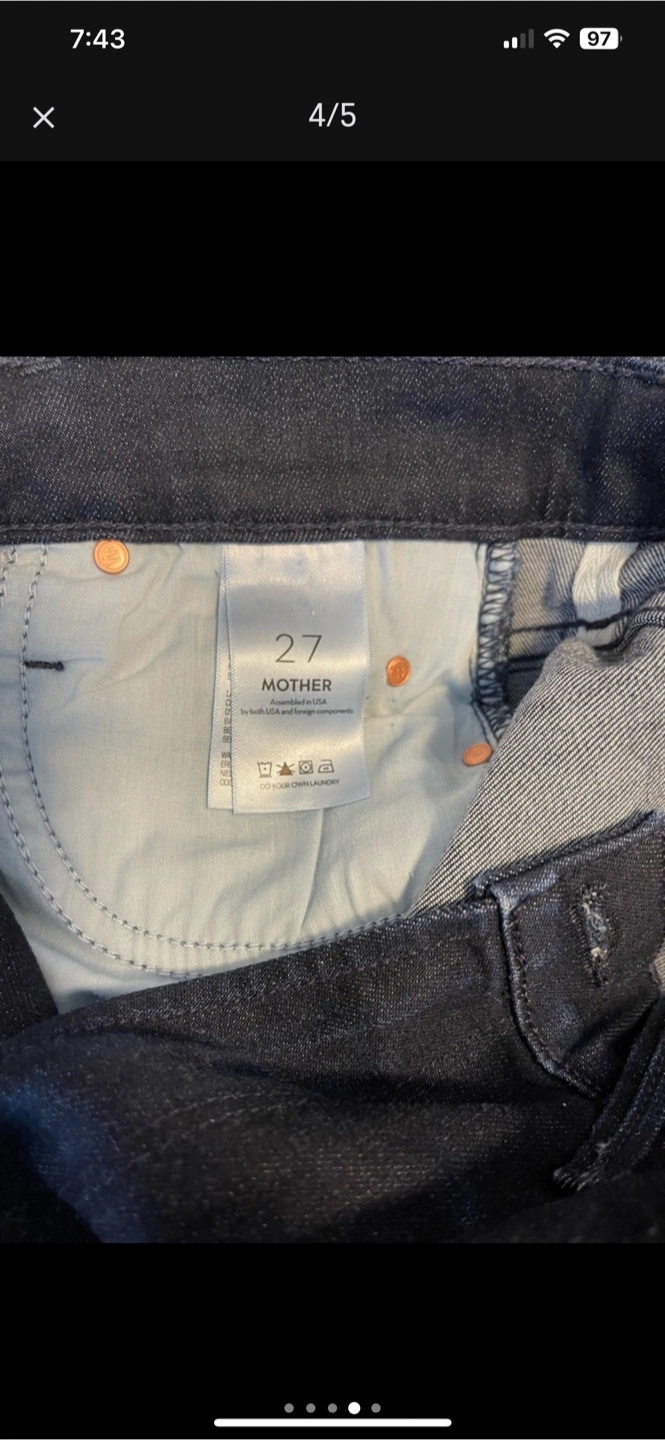 7:43
97
4/5
27
MOTHER
Assembled in USA
by both USA and foreign components
DO YOUR OWN LAUNDRY